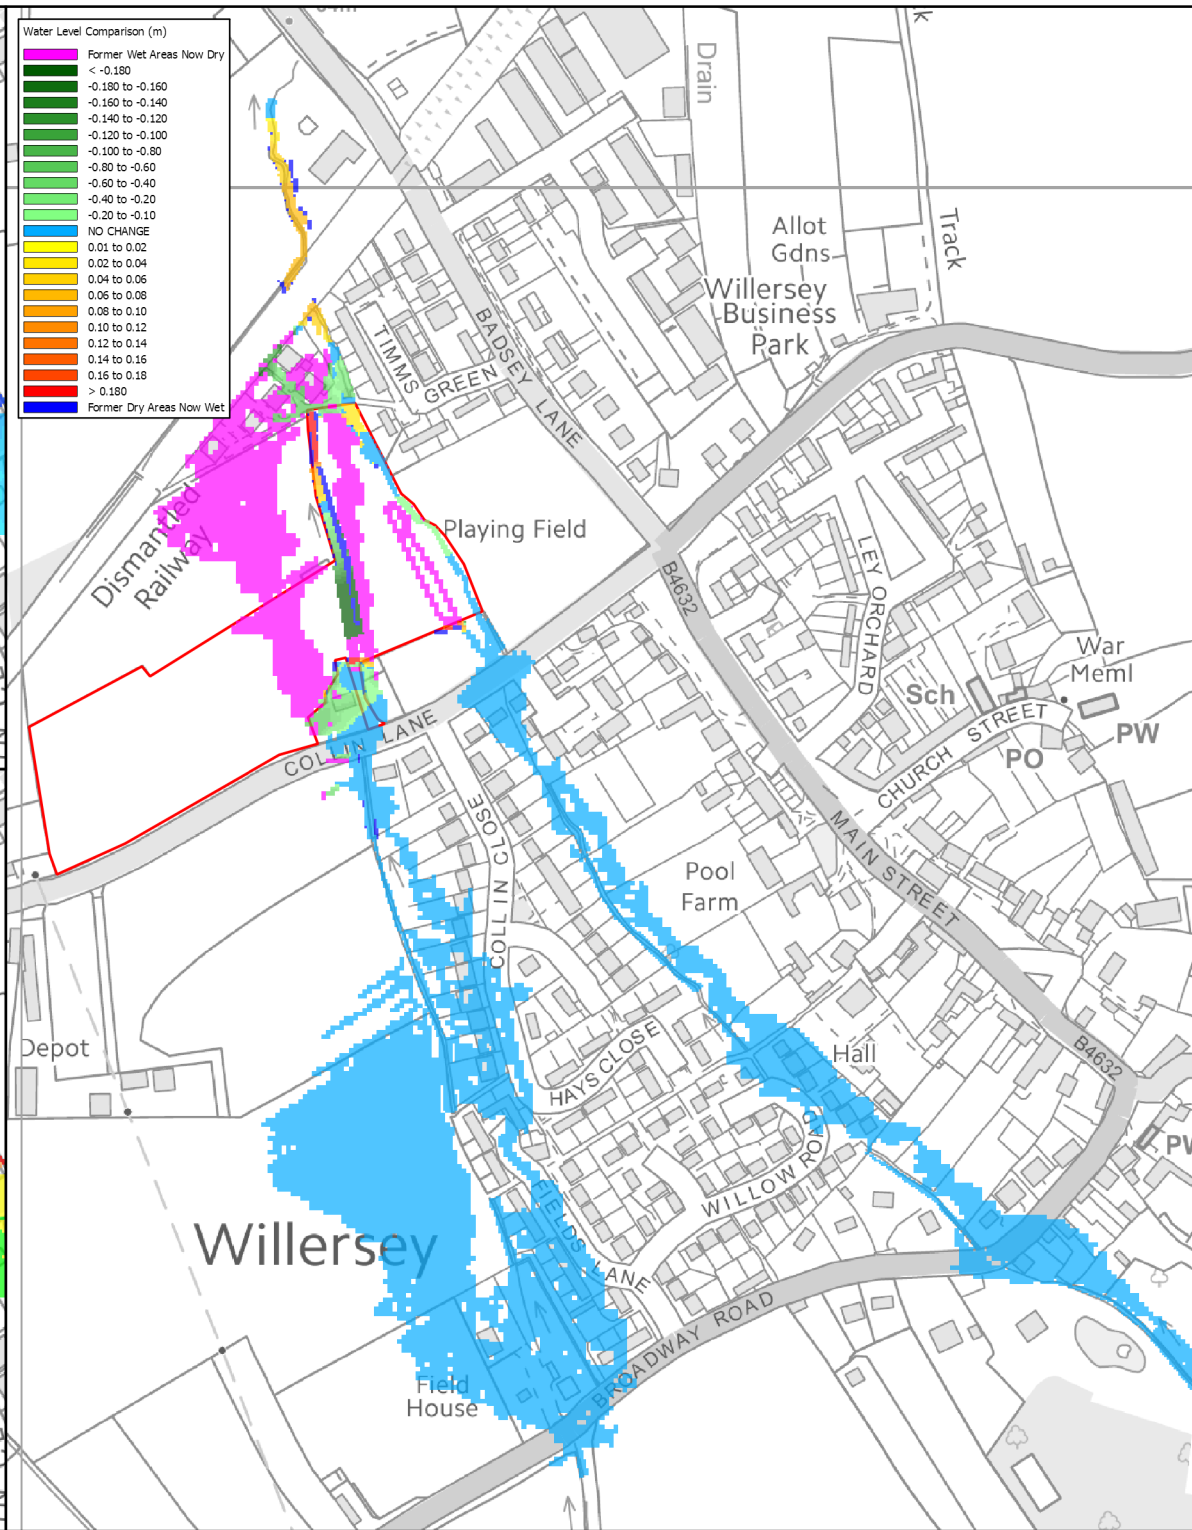 Water Level Comparison (m)
Former Wet Areas Now Dry
< -0.180
-0.180 to -0.160
-0.160 to -0.140
-0.140 to -0.120
-0.120 to -0.100
-0.100 to -0.80
-0.80 to -0.60
-0.60 to -0.40
-0.40 to -0.20
-0.20 to -0.10
NO CHANGE
0.01 to 0.02
0.02 to 0.04
0.04 to 0.06
0.06 to 0.08
0.08 to 0.10
0.10 to 0.12
0.12 to 0.14
0.14 to 0.16
0.16 to 0.18
> 0.180
Former Dry Areas Now Wet
Drain
Track
Allot
Gdns
Willersey
Business
Park
BADSEY LANE
TIMMS
GREEN
Dismantled
Railway
Playing Field
B4632
LEY ORCHARD
War
Meml
Sch
CHURCH STREET
PW
PO
COLLIN LANE
COLLIN CLOSE
MAIN STREET
Pool
Farm
Depot
HAYS CLOSE
Hall
B4632
WILLOW ROAD
PW
Willersey
FIELDS LANE
BROADWAY ROAD
Field
House